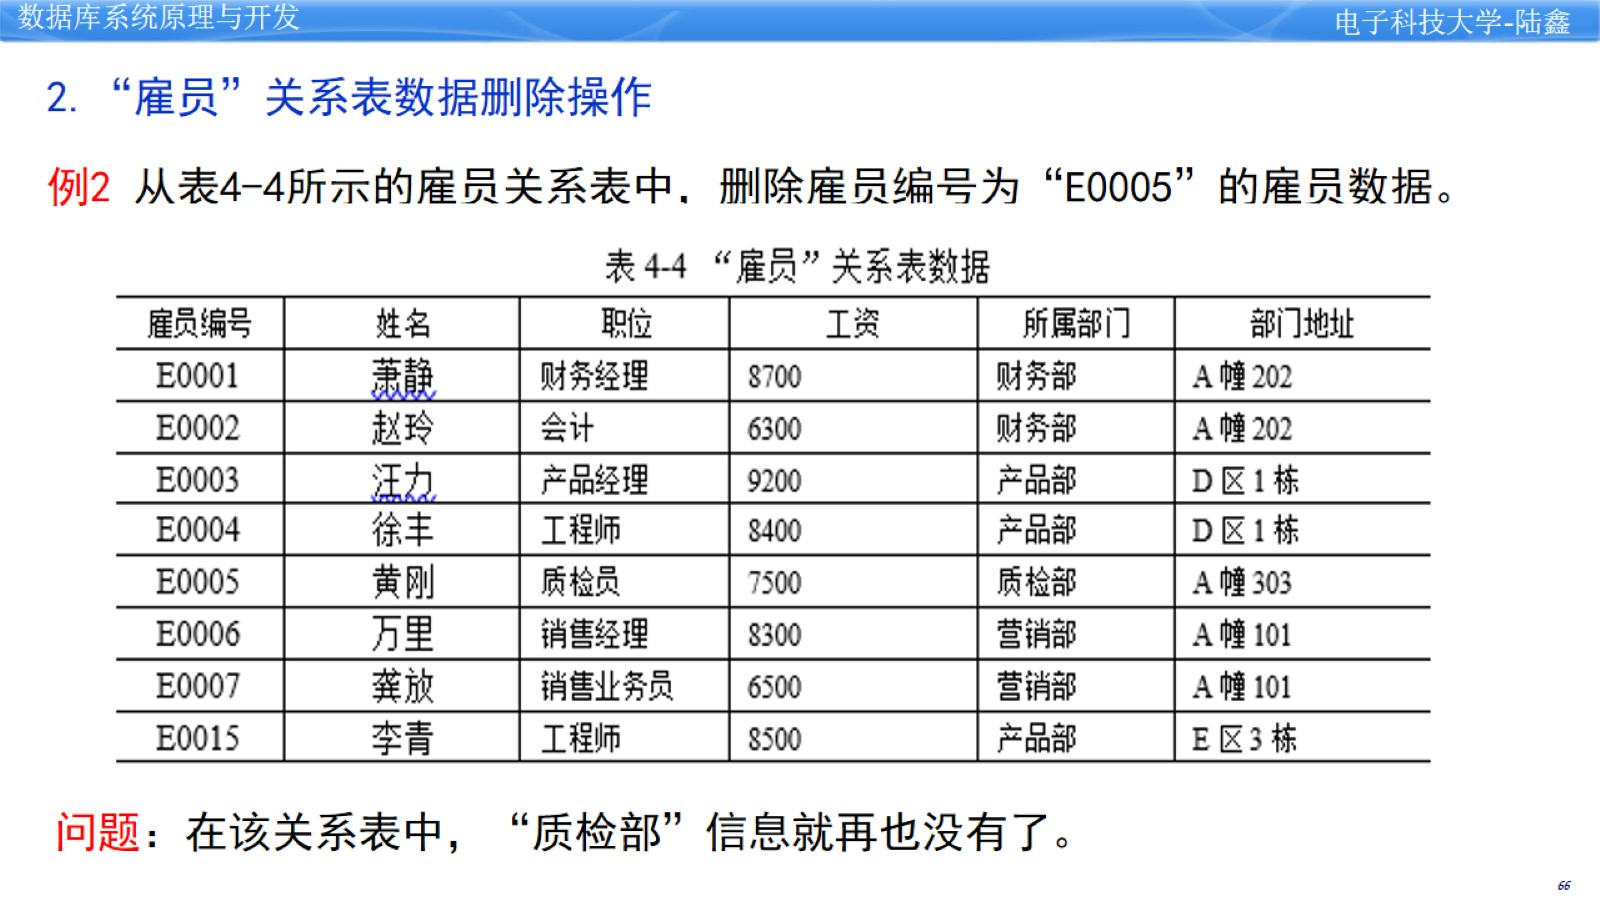 数据库系统原理与开发
电子科技大学-陆鑫
2. “雇员”关系表数据删除操作
例2 从表4-4所示的雇员关系表中，删除雇员编号为“E0005”的雇员数据。
表 4-4 “雇员”关系表数据
雇员编号 姓名 职位 工资 所属部门 部门地址
E0001 萧静 财务经理 8700 财务部 A 幢 202
E0002 赵玲 会计 6300 财务部 A 幢 202
E0003 汪力 产品经理 9200 产品部 D 区 1 栋
E0004 徐丰 工程师 8400 产品部 D 区 1 栋
E0005 黄刚 质检员 7500 质检部 A 幢 303
E0006 万里 销售经理 8300 营销部 A 幢 101
E0007 龚放 销售业务员 6500 营销部 A 幢 101
E0015 李青 工程师 8500 产品部 E 区 3 栋
问题：在该关系表中，“质检部”信息就再也没有了。
66